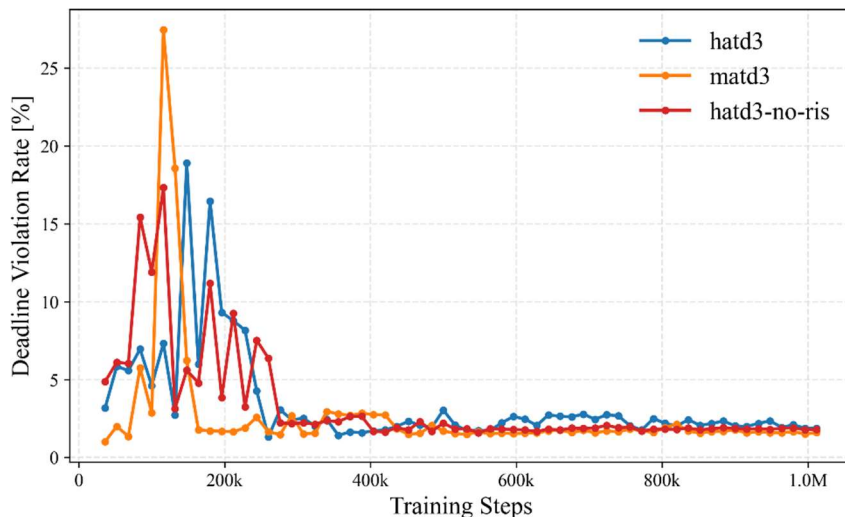 hatd3
matd3
hatd3-no-ris
Deadline Violation Rate [%]
25
20
15
10
5
0
0
200k
400k
600k
800k
1.0M
Training Steps